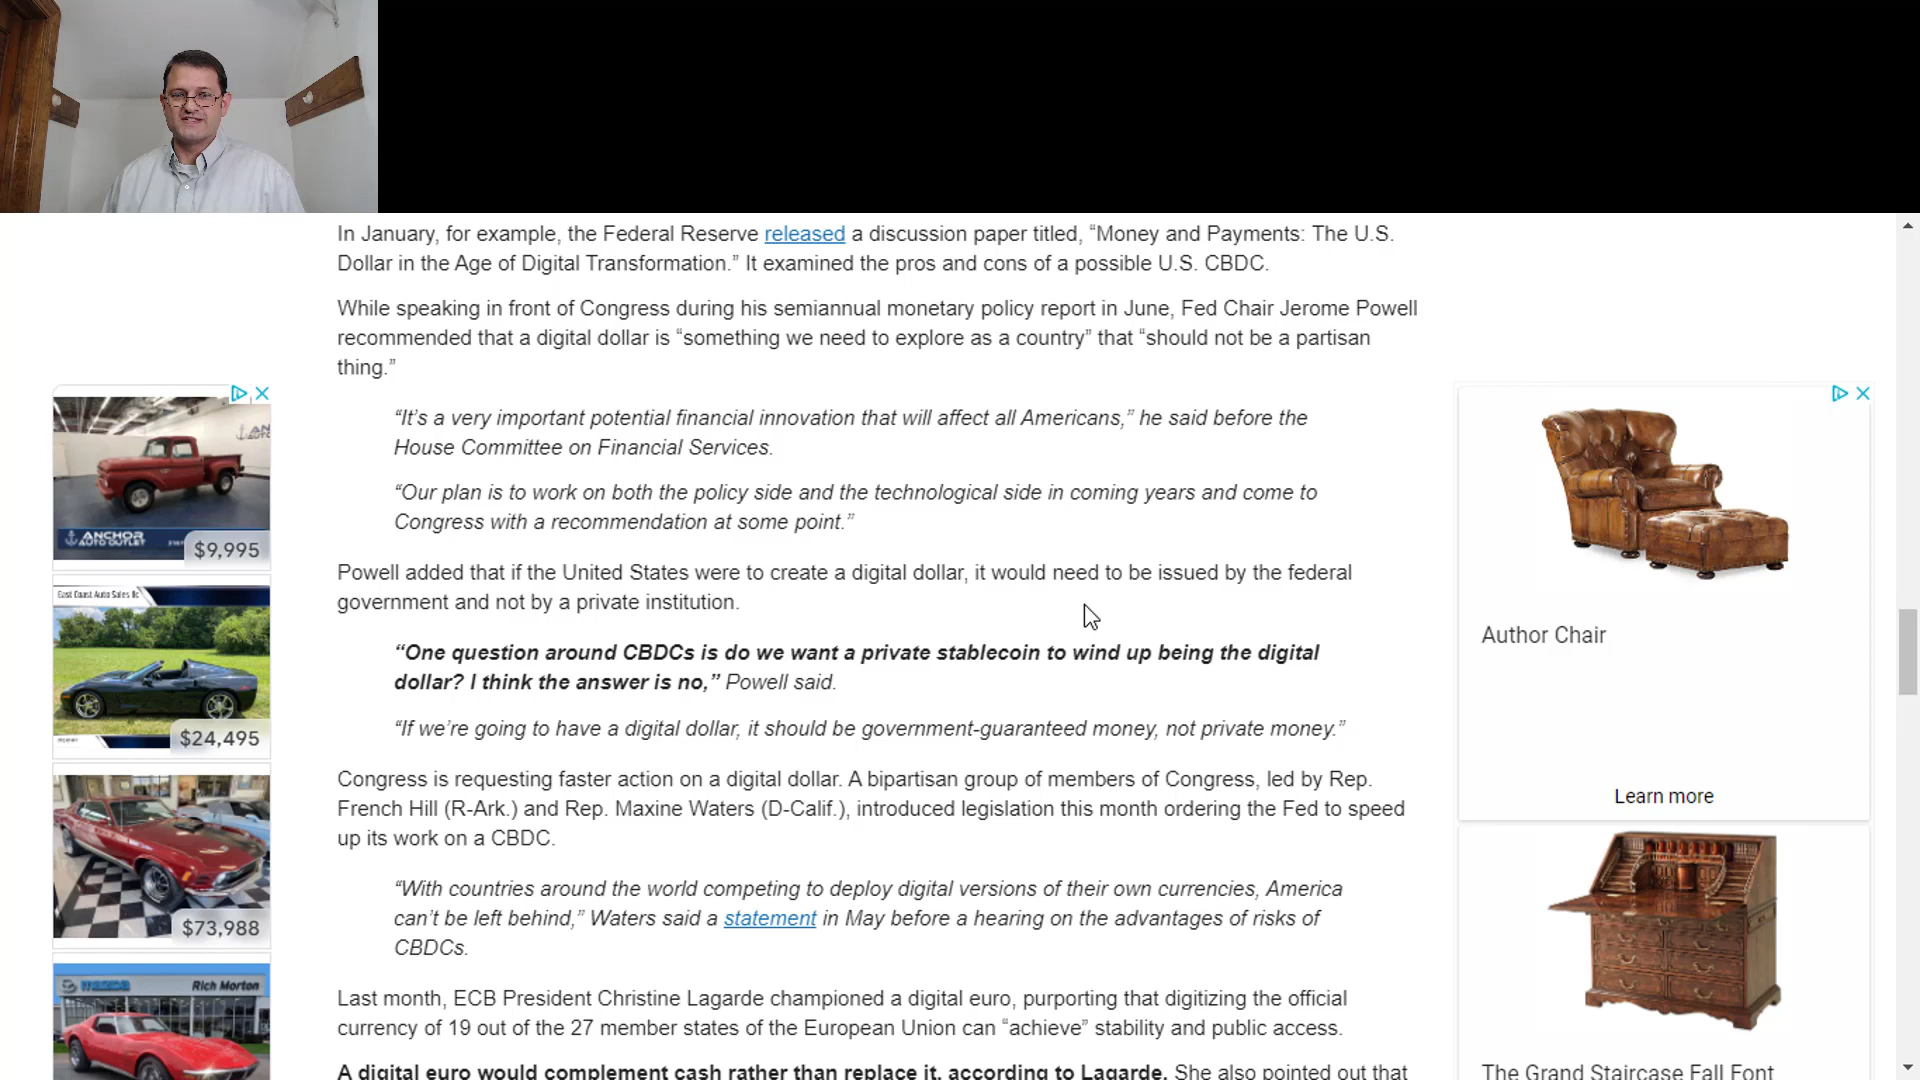 In January, for example, the Federal Reserve released a discussion paper titled, “Money and Payments: The U.S.
Dollar in the Age of Digital Transformation.” It examined the pros and cons of a possible U.S. CBDC.
While speaking in front of Congress during his semiannual monetary policy report in June, Fed Chair Jerome Powell
recommended that a digital dollar is “something we need to explore as a country” that “should not be a partisan
thing.”
“It’s a very important potential financial innovation that will affect all Americans,” he said before the
House Committee on Financial Services.
“Our plan is to work on both the policy side and the technological side in coming years and come to
Congress with a recommendation at some point.”
Powell added that if the United States were to create a digital dollar, it would need to be issued by the federal
government and not by a private institution.
“One question around CBDCs is do we want a private stablecoin to wind up being the digital
dollar? I think the answer is no,” Powell said.
“If we’re going to have a digital dollar, it should be government-guaranteed money, not private money.”
Congress is requesting faster action on a digital dollar. A bipartisan group of members of Congress, led by Rep.
French Hill (R-Ark.) and Rep. Maxine Waters (D-Calif.), introduced legislation this month ordering the Fed to speed
up its work on a CBDC.
“With countries around the world competing to deploy digital versions of their own currencies, America
can’t be left behind,” Waters said a statement in May before a hearing on the advantages of risks of
CBDCs.
Last month, ECB President Christine Lagarde championed a digital euro, purporting that digitizing the official
currency of 19 out of the 27 member states of the European Union can “achieve” stability and public access.
A digital euro would complement cash rather than replace it, according to Lagarde. She also pointed out that
ANCHOR
AUTO OUTLET
$9,995
East Coast Auto Sales llc
$24,495
$73,988
mazda
Rich Morton
Author Chair
Learn more
The Grand Staircase Fall Font